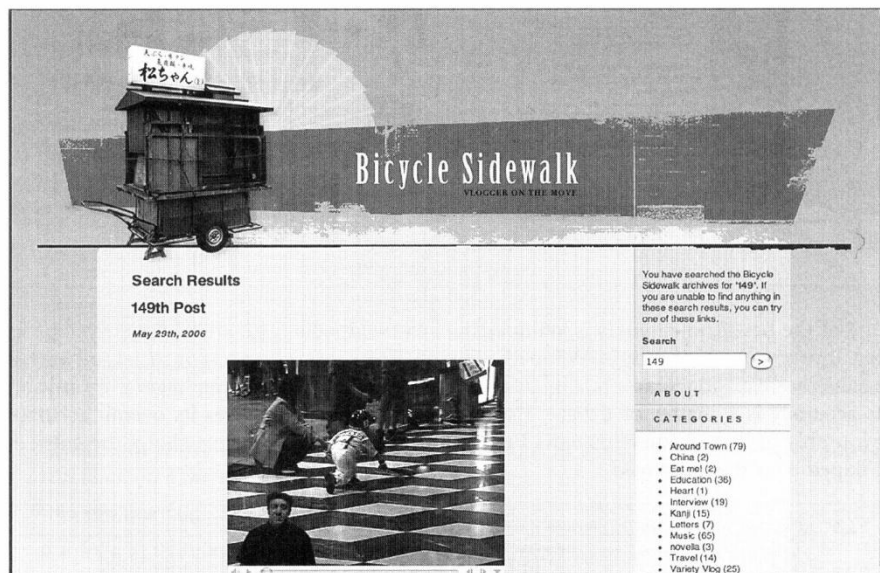 松ちゃん
Bicycle Sidewalk
VLOGGER ON THE MOVE
Search Results
149th Post
May 29th, 2006
You have searched the Bicycle
Sidewalk archives for '149'. If
you are unable to find anything in
these search results, you can try
one of these links.
Search
149
>
ABOUT
CATEGORIES
• Around Town (79)
• China (2)
• Eat me! (2)
• Education (36)
• Heart (1)
• Interview (19)
• Kanji (15)
• Letters (7)
• Music (65)
• novella (3)
• Travel (14)
• Variety Vlog (25)